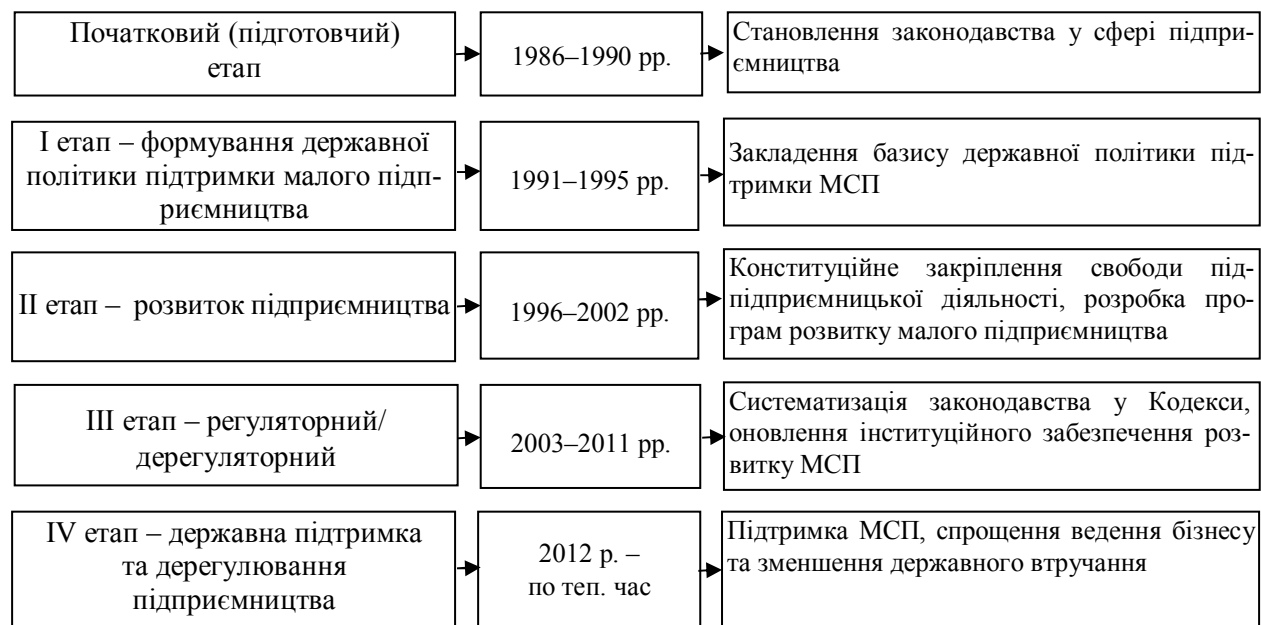 Початковий (підготовчий)
етап
1986–1990 рр.
Становлення законодавства у сфері підпри-
ємництва
І етап – формування державної
політики підтримки малого підп-
риємництва
1991–1995 рр.
Закладення базису державної політики під-
тримки МСП
ІІ етап – розвиток підприємництва
1996–2002 рр.
Конституційне закріплення свободи під-
підприємницької діяльності, розробка про-
грам розвитку малого підприємництва
ІІІ етап – регуляторний/
дерегуляторний
2003–2011 рр.
Систематизація законодавства у Кодекси,
оновлення інституційного забезпечення роз-
витку МСП
IV етап – державна підтримка
та дерегулювання
підприємництва
2012 р. –
по теп. час
Підтримка МСП, спрощення ведення бізнесу
та зменшення державного втручання